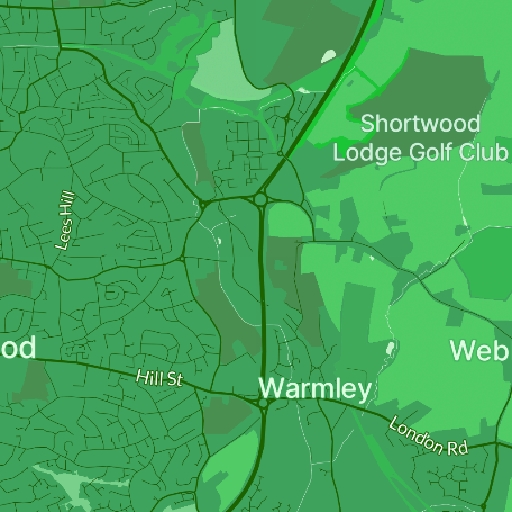 Shortwood
Lodge Golf Club
Lees Hill
od
Web
Hill St
Warmley
London Rd